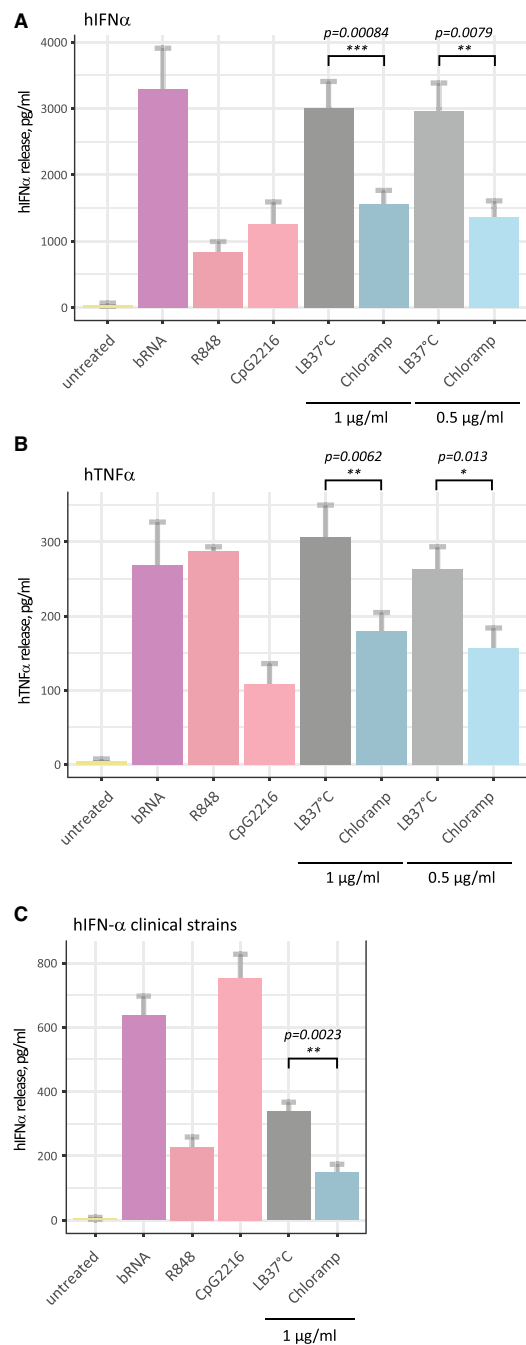 A
hIFNα
p=0.00084
p=0.0079
***
**
4000
3000
2000
1000
0
hIFNα release, pg/ml
untreated
bRNA
R848
CpG2216
LB37°C
Chloramp
LB37°C
Chloramp
1 µg/ml
0.5 µg/ml
B
hTNFα
p=0.0062
p=0.013
**
*
300
200
100
0
hTNFα release, pg/ml
untreated
bRNA
R848
CpG2216
LB37°C
Chloramp
LB37°C
Chloramp
1 µg/ml
0.5 µg/ml
C
hIFN-α clinical strains
800
600
400
200
0
hIFNα release, pg/ml
p=0.0023
**
untreated
bRNA
R848
CpG2216
LB37°C
Chloramp
1 µg/ml